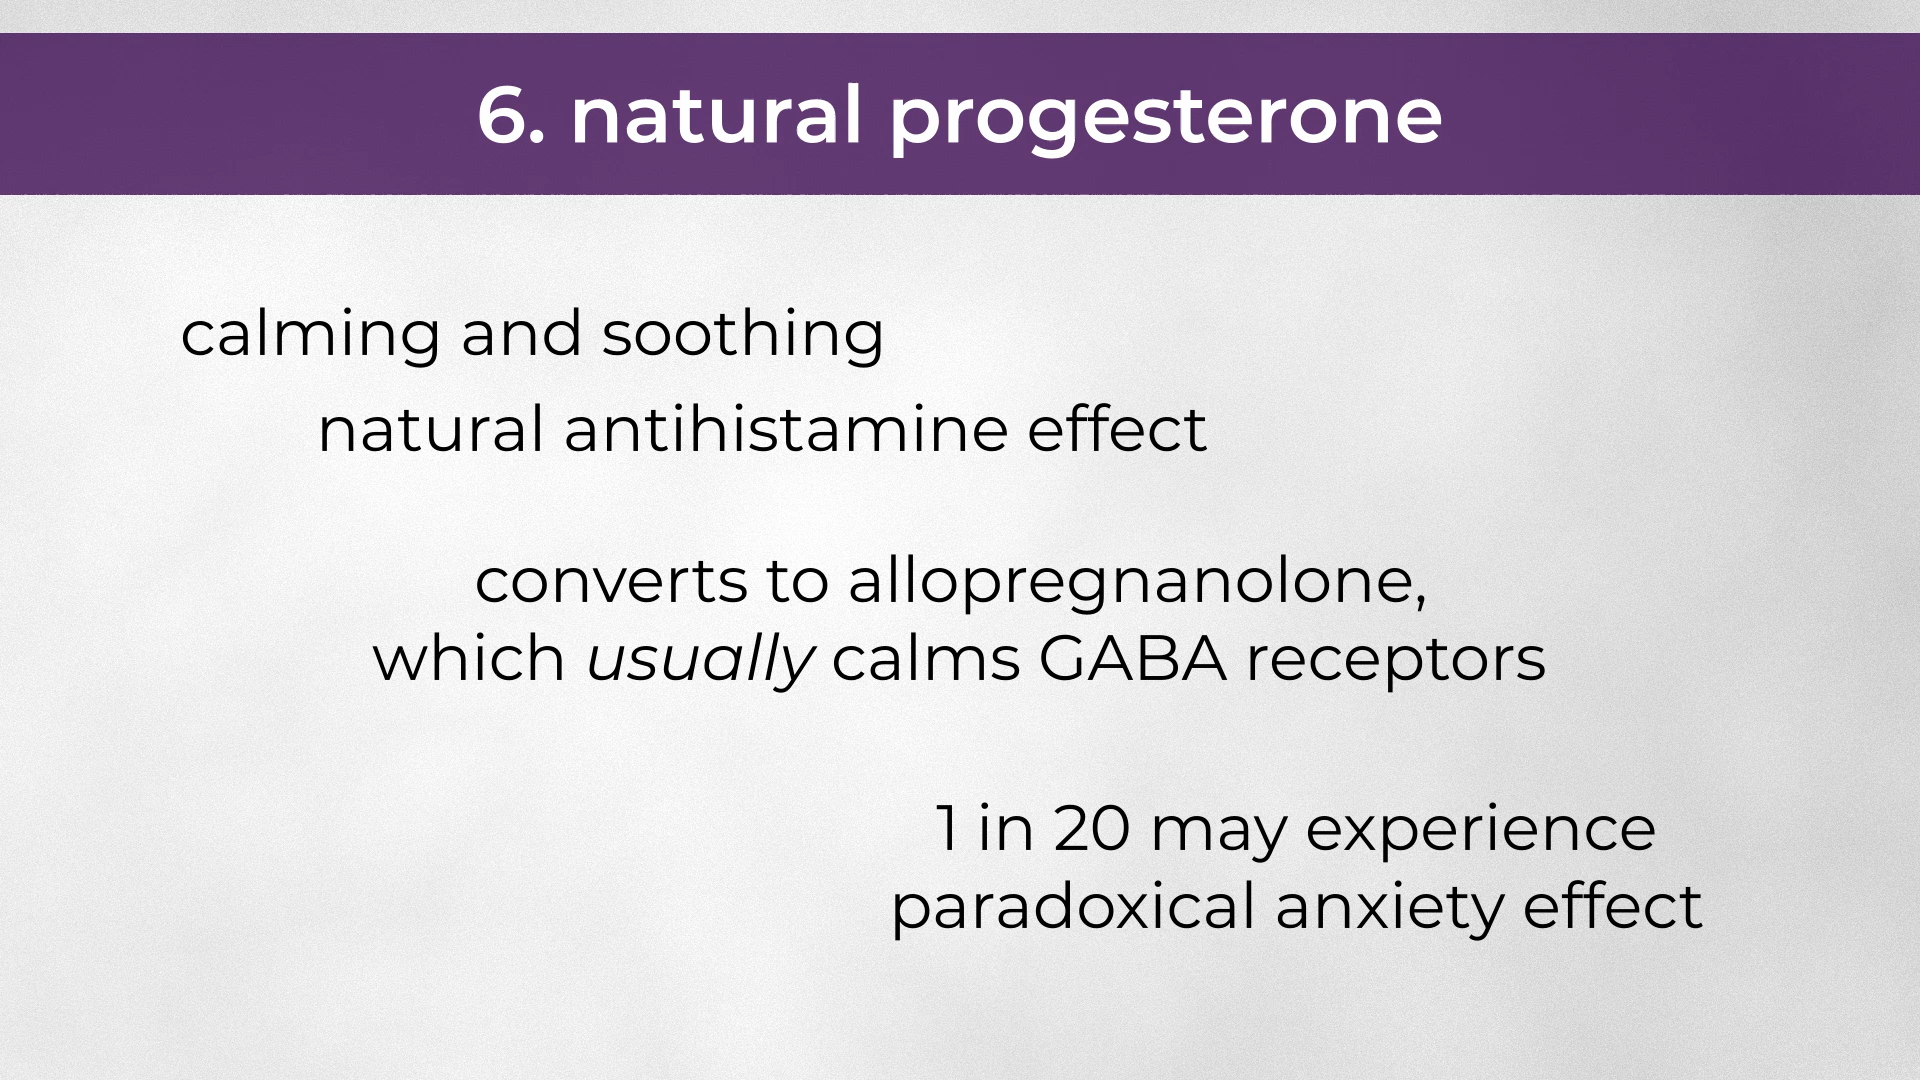 6. natural progesterone
calming and soothing
natural antihistamine effect
converts to allopregnanolone,
which usually calms GABA receptors
1 in 20 may experience
paradoxical anxiety effect